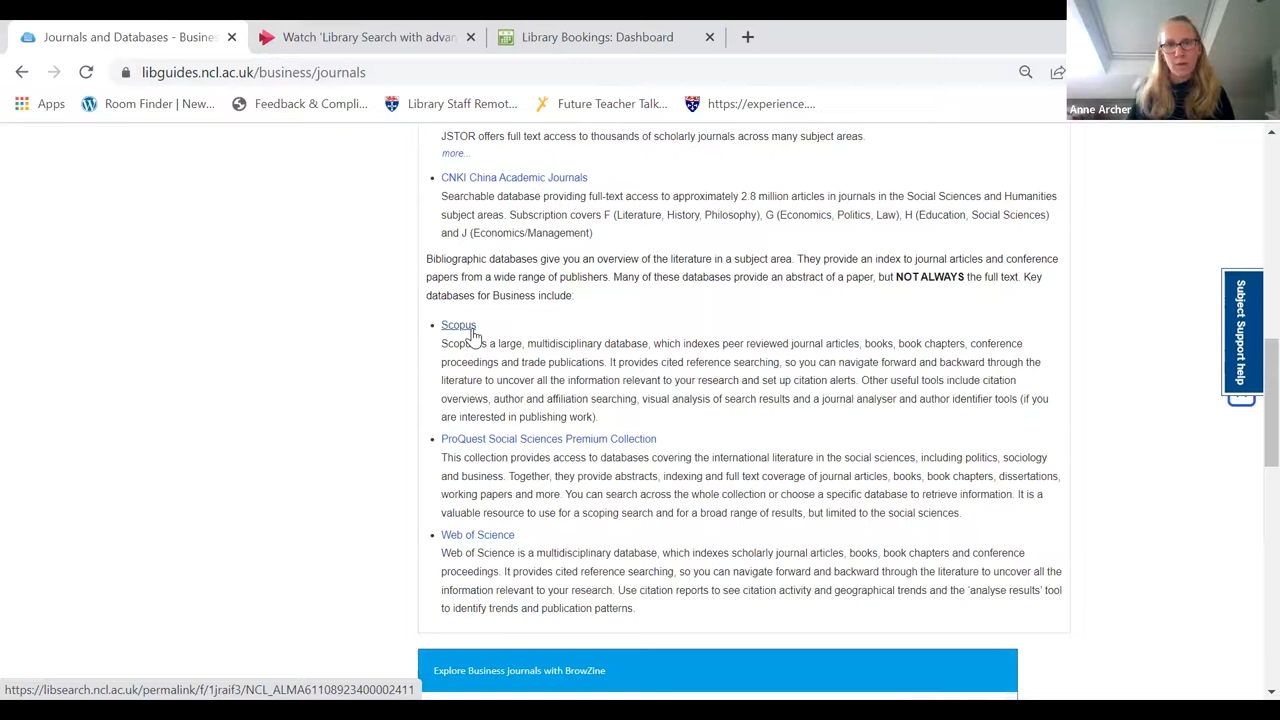 Journals and Databases - Busine
Watch 'Library Search with advan
Library Bookings: Dashboard
libguides.ncl.ac.uk/business/journals
Apps
Room Finder | New...
Feedback & Compli...
Library Staff Remot...
Future Teacher Talk...
https://experience....
Anne Archer
JSTOR offers full text access to thousands of scholarly journals across many subject areas.
more...
CNKI China Academic Journals
Searchable database providing full-text access to approximately 2.8 million articles in journals in the Social Sciences and Humanities
subject areas. Subscription covers F (Literature, History, Philosophy), G (Economics, Politics, Law), H (Education, Social Sciences)
and J (Economics/Management)
Bibliographic databases give you an overview of the literature in a subject area. They provide an index to journal articles and conference
papers from a wide range of publishers. Many of these databases provide an abstract of a paper, but NOT ALWAYS the full text. Key
databases for Business include:
Scopus
Scopus is a large, multidisciplinary database, which indexes peer reviewed journal articles, books, book chapters, conference
proceedings and trade publications. It provides cited reference searching, so you can navigate forward and backward through the
literature to uncover all the information relevant to your research and set up citation alerts. Other useful tools include citation
overviews, author and affiliation searching, visual analysis of search results and a journal analyser and author identifier tools (if you
are interested in publishing work).
ProQuest Social Sciences Premium Collection
This collection provides access to databases covering the international literature in the social sciences, including politics, sociology
and business. Together, they provide abstracts, indexing and full text coverage of journal articles, books, book chapters, dissertations,
working papers and more. You can search across the whole collection or choose a specific database to retrieve information. It is a
valuable resource to use for a scoping search and for a broad range of results, but limited to the social sciences.
Web of Science
Web of Science is a multidisciplinary database, which indexes scholarly journal articles, books, book chapters and conference
proceedings. It provides cited reference searching, so you can navigate forward and backward through the literature to uncover all the
information relevant to your research. Use citation reports to see citation activity and geographical trends and the 'analyse results' tool
to identify trends and publication patterns.
Subject Support help
Explore Business journals with BrowZine
https://libsearch.ncl.ac.uk/permalink/f/1jraif3/NCL_ALMA61108923400002411